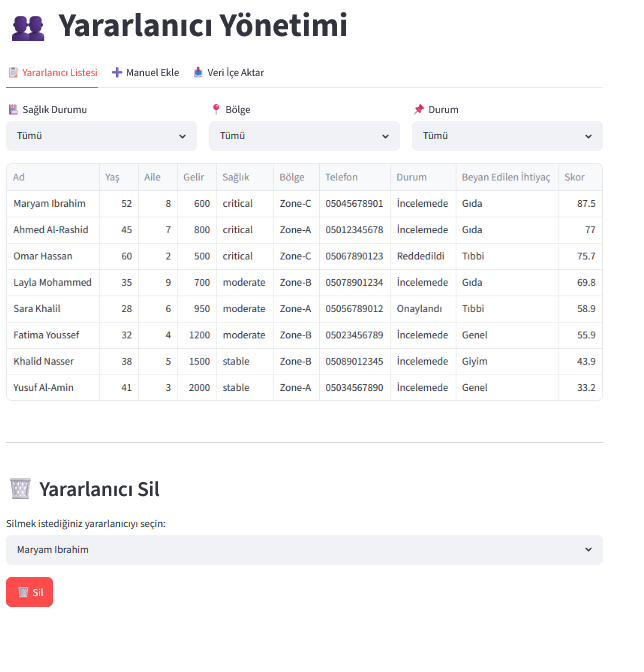 Yararlanıcı Yönetimi
Yararlanıcı Listesi Manuel Ekle Veri İçe Aktar
Sağlık Durumu Bölge Durum
Tümü Tümü Tümü
Ad Yaş Aile Gelir Sağlık Bölge Telefon Durum Beyan Edilen İhtiyaç Skor
Maryam Ibrahim 52 8 600 critical Zone-C 05045678901 İncelemede Gıda 87.5
Ahmed Al-Rashid 45 7 800 critical Zone-A 05012345678 İncelemede Gıda 77
Omar Hassan 60 2 500 critical Zone-C 05067890123 Reddedildi Tıbbi 75.7
Layla Mohammed 35 9 700 moderate Zone-B 05078901234 İncelemede Gıda 69.8
Sara Khalil 28 6 950 moderate Zone-A 05056789012 Onaylandı Tıbbi 58.9
Fatima Youssef 32 4 1200 moderate Zone-B 05023456789 İncelemede Genel 55.9
Khalid Nasser 38 5 1500 stable Zone-B 05089012345 İncelemede Giyim 43.9
Yusuf Al-Amin 41 3 2000 stable Zone-A 05034567890 İncelemede Genel 33.2
Yararlanıcı Sil
Silmek istediğiniz yararlanıcıyı seçin:
Maryam Ibrahim
Sil